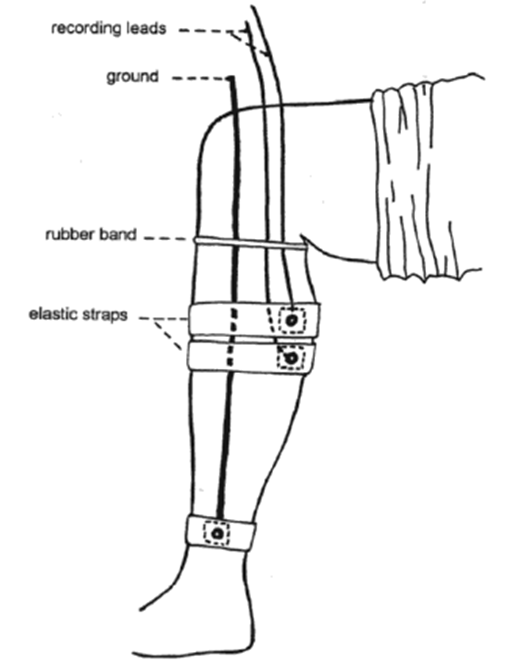 recording leads
ground
rubber band
elastic straps